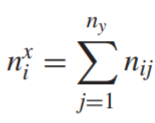 n_i^x = \sum_{j=1}^{n_y} n_{ij}